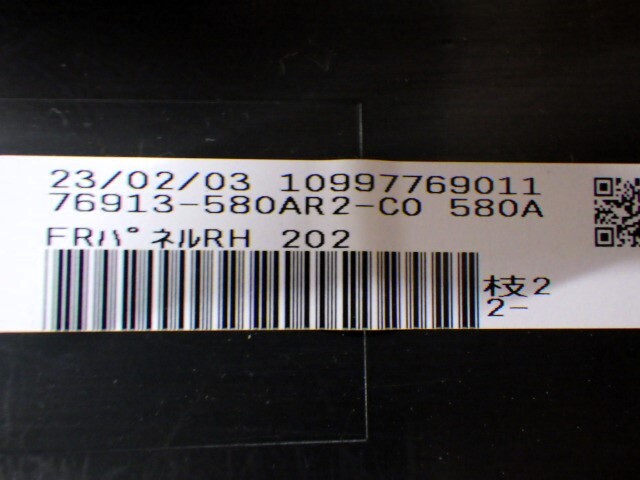 23/02/03 10997769011
76913-580AR2-C0 580A
FRﾊﾟﾈﾙRH 202
枝2
2-